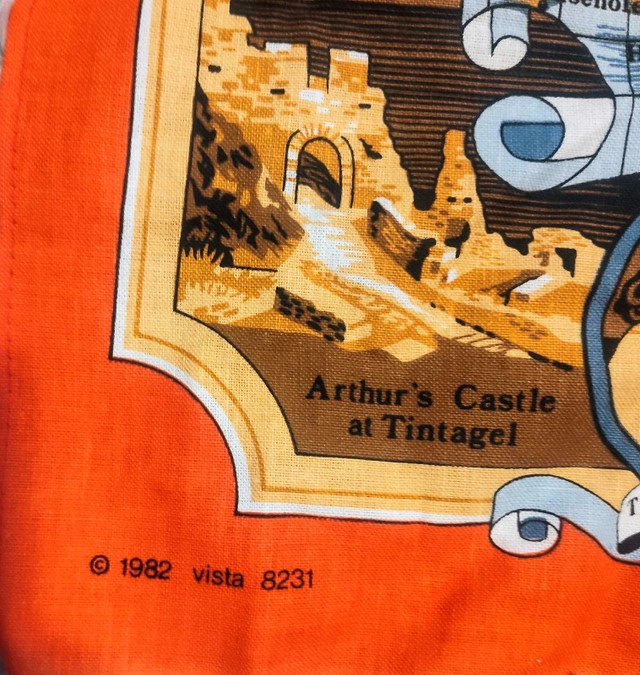 Arthur's Castle
at Tintagel
T
© 1982 vista 8231